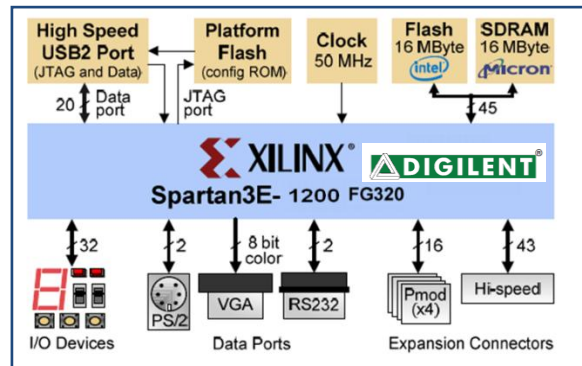 High Speed
USB2 Port
(JTAG and Data)
Platform
Flash
(config ROM)
Clock
50 MHz
Flash
16 MByte
intel
SDRAM
16 MByte
Micron
20
Data
port
JTAG
port
45
XILINX®
DIGILENT®
Spartan3E- 1200 FG320
32
2
8 bit
color
2
16
43
PS/2
VGA
RS232
Pmod
(x4)
Hi-speed
I/O Devices
Data Ports
Expansion Connectors